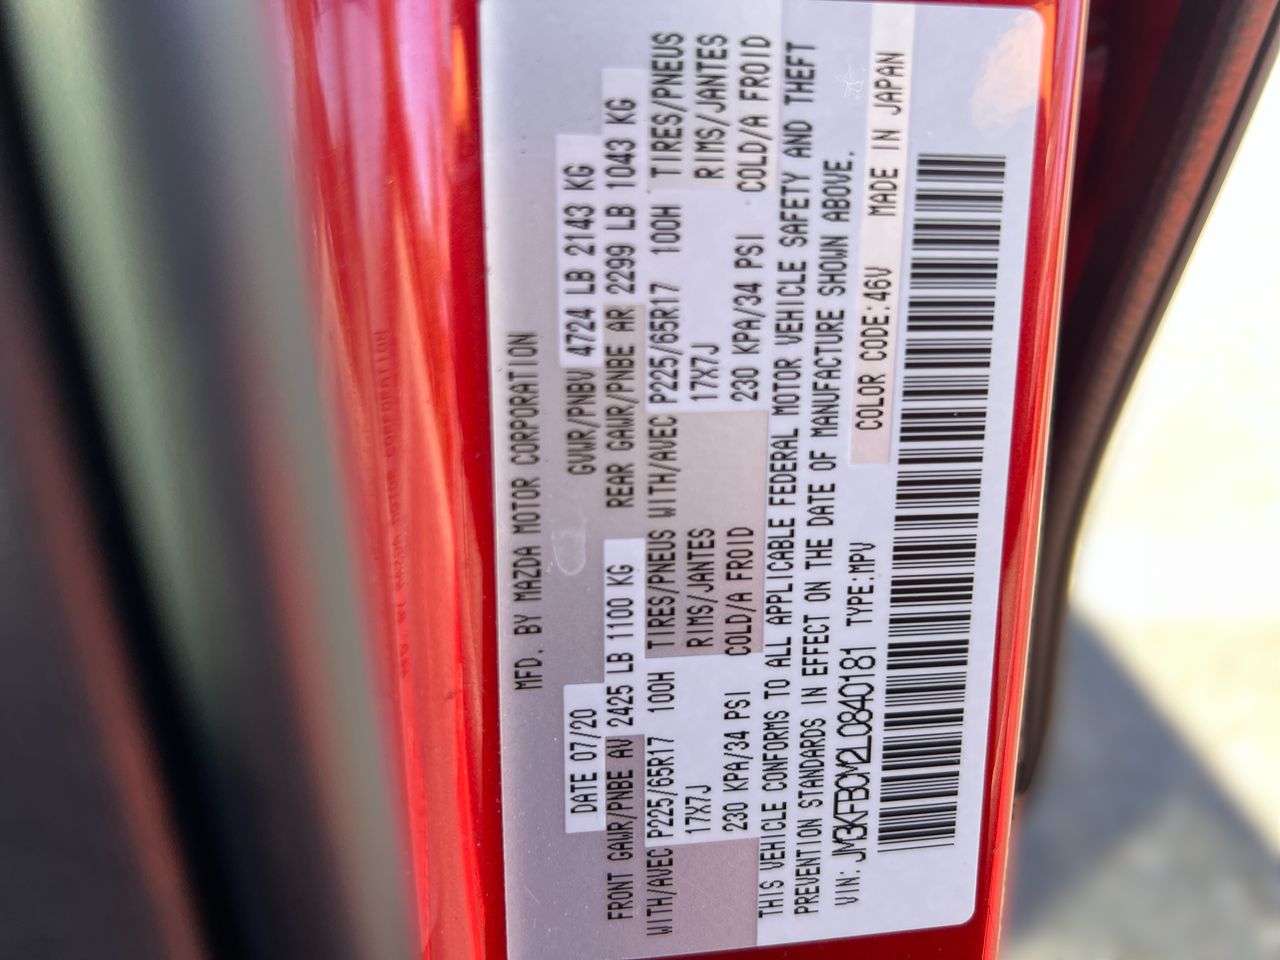 MFD. BY MAZDA MOTOR CORPORATION
DATE 07/20 GVWR/PNBV 4724 LB 2143 KG
FRONT GAWR/PNBE AV 2425 LB 1100 KG REAR GAWR/PNBE AR 2299 LB 1043 KG
WITH/AVEC P225/65R17 100H TIRES/PNEUS WITH/AVEC P225/65R17 100H TIRES/PNEUS
17X7J RIMS/JANTES 17X7J RIMS/JANTES
230 KPA/34 PSI COLD/A FROID 230 KPA/34 PSI COLD/A FROID
THIS VEHICLE CONFORMS TO ALL APPLICABLE FEDERAL MOTOR VEHICLE SAFETY AND THEFT
PREVENTION STANDARDS IN EFFECT ON THE DATE OF MANUFACTURE SHOWN ABOVE.
VIN: JM3KFBCM2L0840181 TYPE:MPV COLOR CODE:46V MADE IN JAPAN